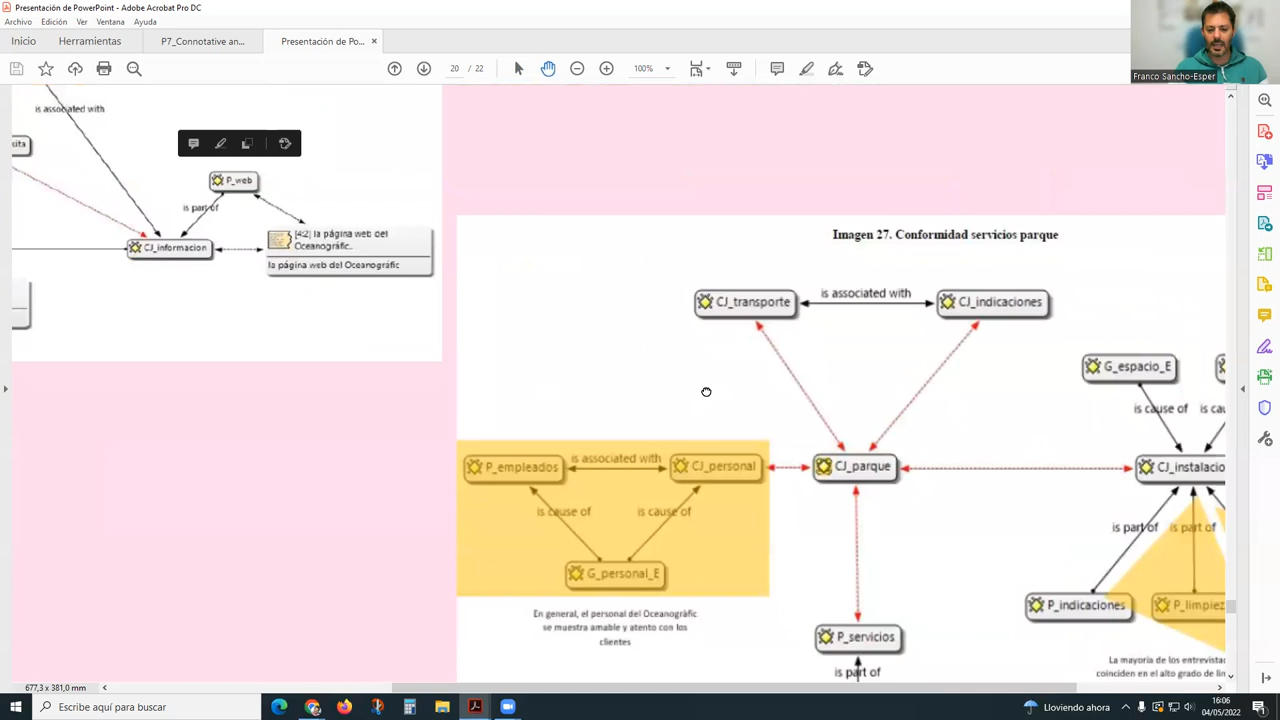 Presentación de PowerPoint - Adobe Acrobat Pro DC
Archivo Edición Ver Ventana Ayuda
Inicio Herramientas P7_Connotative an... Presentación de Po... ×
20 / 22 100%
Franco Sancho-Esper
is associated with
P_web
is part of
CJ_informacion
[4:2] la página web del
Oceanográfic..
la página web del Oceanogràfic
Imagen 27. Conformidad servicios parque
CJ_transporte is associated with CJ_indicaciones
G_espacio_E
is cause of
P_empleados is associated with CJ_personal CJ_parque
is cause of is cause of
G_personal_E
is part of is part of
P_indicaciones
P_servicios
is part of
En general, el personal del Oceanogràfic
se muestra amable y atento con los
clientes
La mayoría de los
coinciden en el alto grado de
677,3 x 381,0 mm
Escribe aquí para buscar
Lloviendo ahora
16:06
04/05/2022